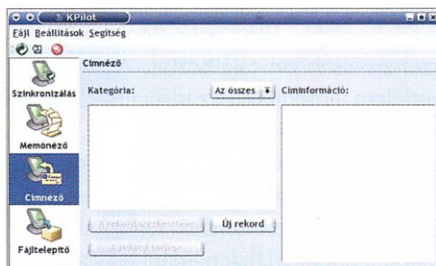 KPilot
Fájl Beállítások Segítség
Címnéző
Szinkronizálás
Kategória:
Az összes
Címinformáció:
Memónéző
Címnéző
A rekord szerkesztése
Új rekord
A rekord törlése
Fájltelepítő